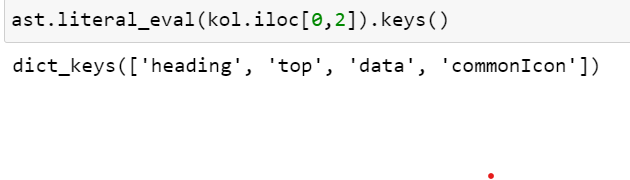 ast.literal_eval(kol.iloc[0,2]).keys()
dict_keys(['heading', 'top', 'data', 'commonIcon'])